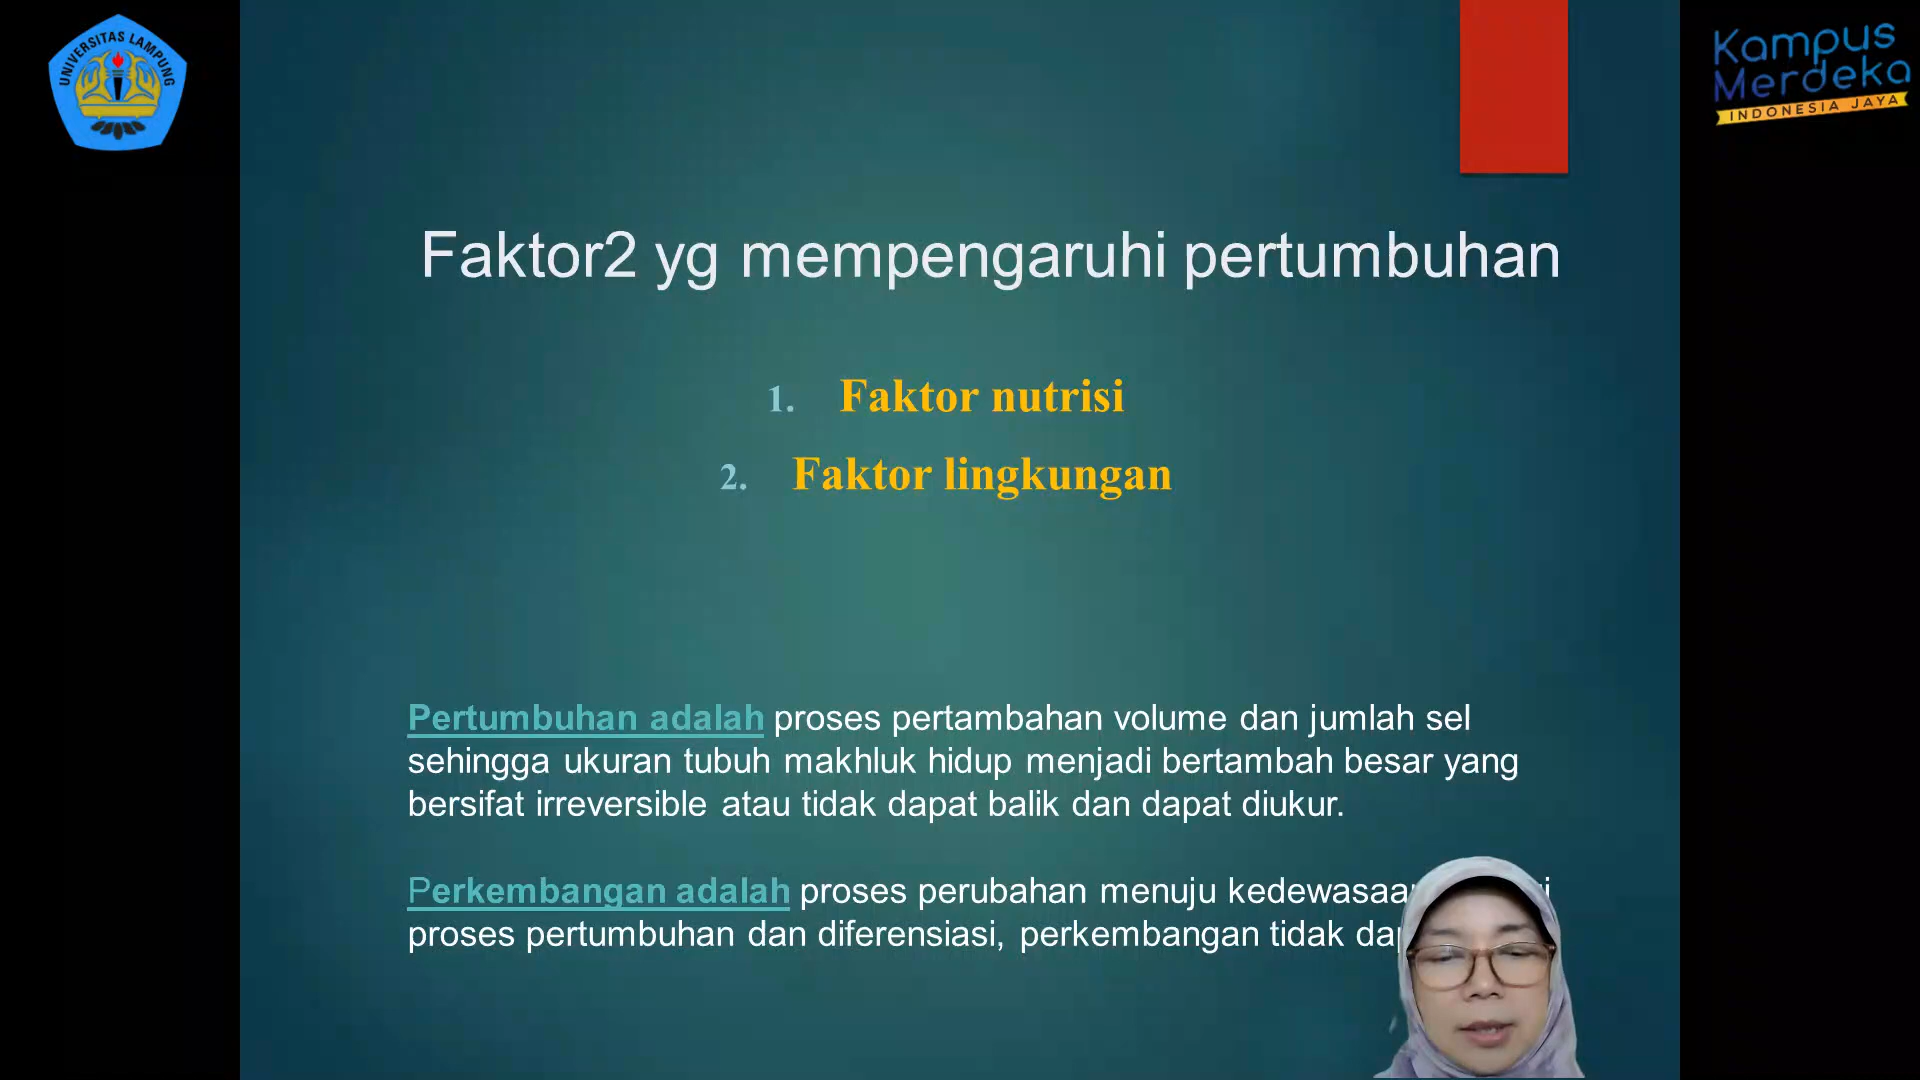 UNIVERSITAS LAMPUNG
Kampus
Merdeka
INDONESIA JAYA
Faktor2 yg mempengaruhi pertumbuhan
1. Faktor nutrisi
2. Faktor lingkungan
Pertumbuhan adalah proses pertambahan volume dan jumlah sel
sehingga ukuran tubuh makhluk hidup menjadi bertambah besar yang
bersifat irreversible atau tidak dapat balik dan dapat diukur.
Perkembangan adalah proses perubahan menuju
proses pertumbuhan dan diferensiasi, perkembangan tidak